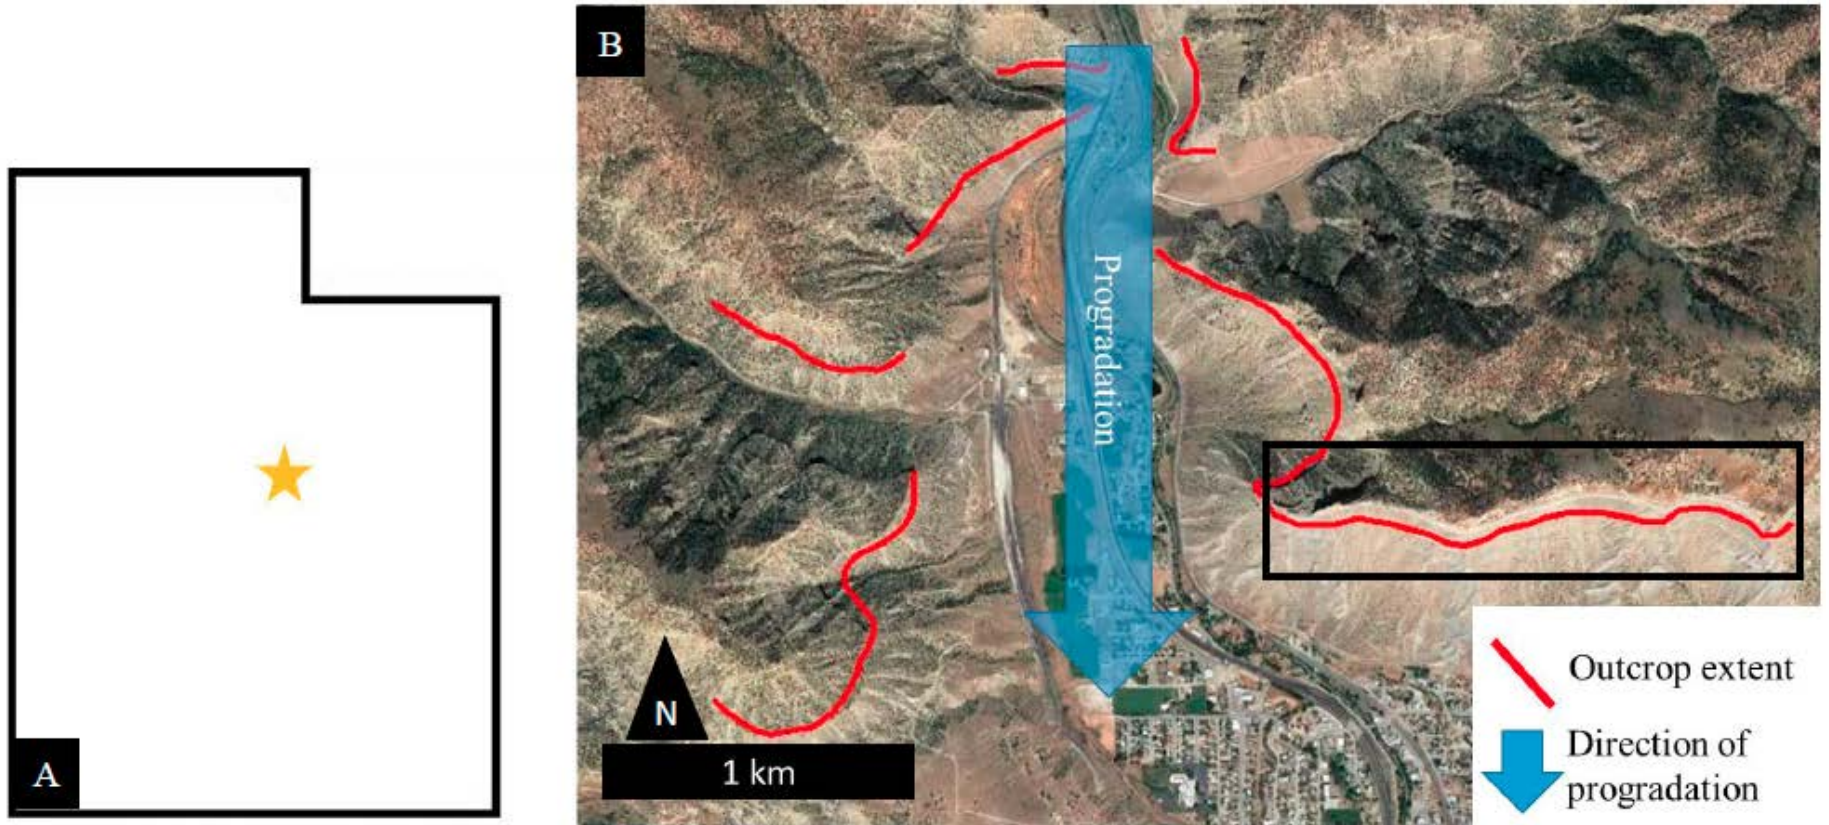 A
B
Progradation
N
1 km
Outcrop extent
Direction of
progradation